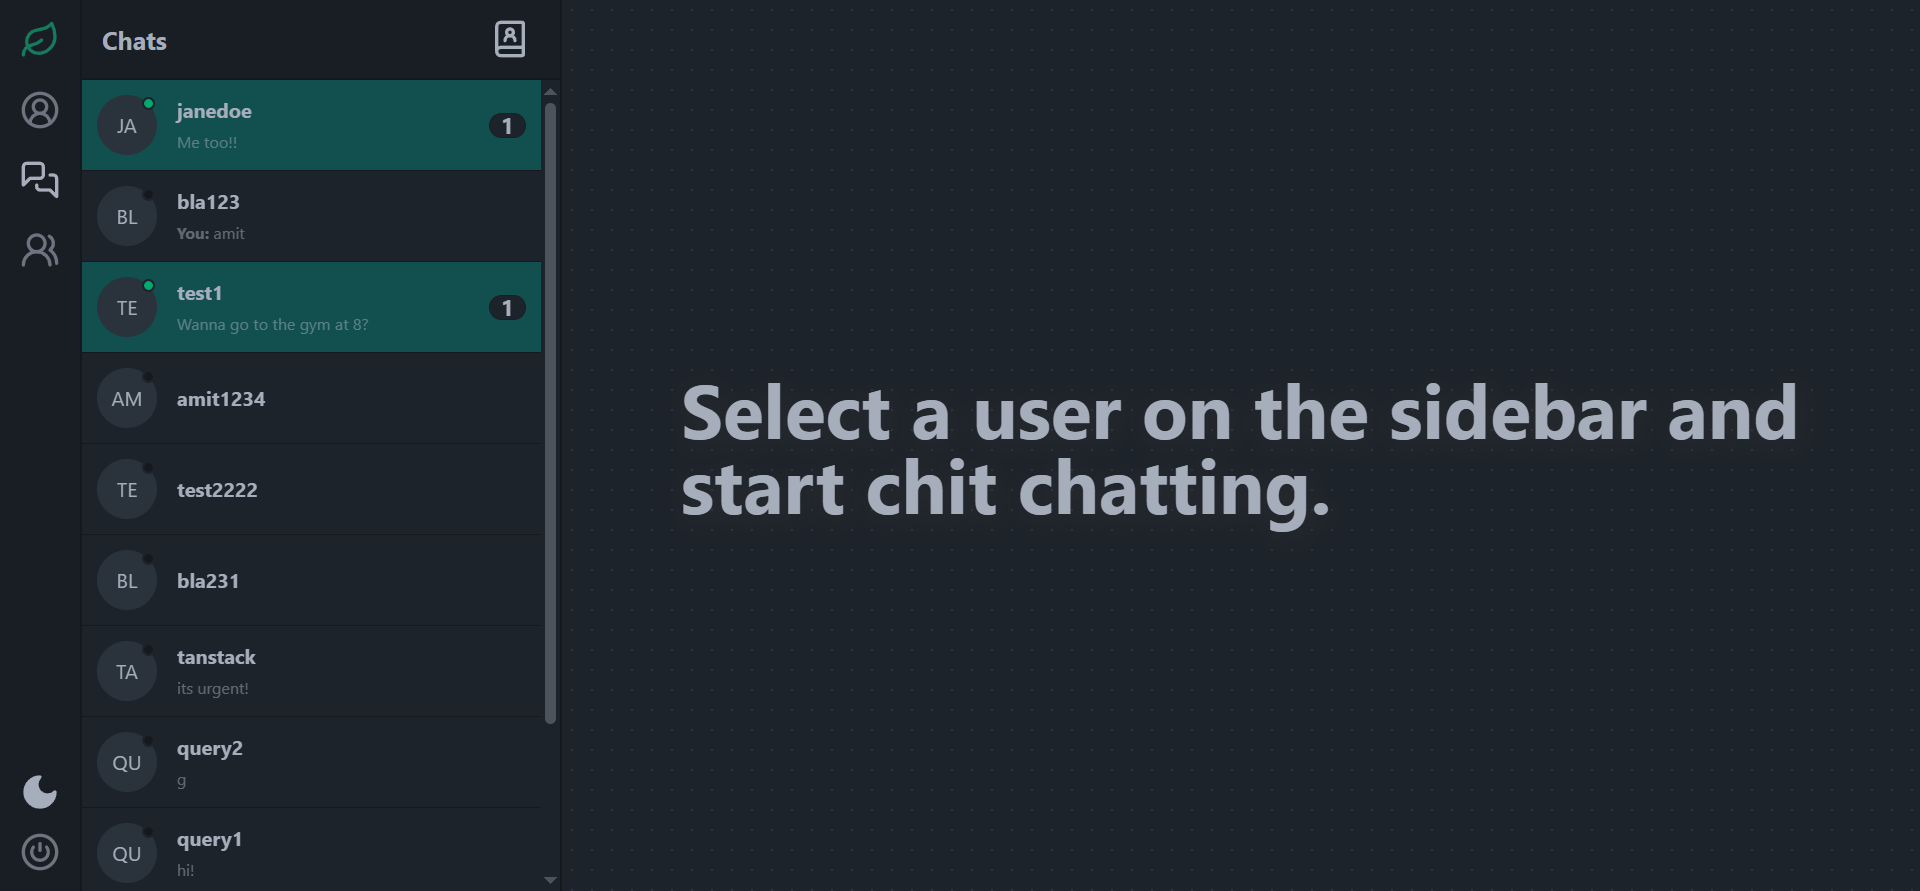 Chats
JA
janedoe
Me too!!
1
BL
bla123
You: amit
TE
test1
Wanna go to the gym at 8?
1
AM
amit1234
TE
test2222
BL
bla231
TA
tanstack
its urgent!
QU
query2
g
QU
query1
hi!
Select a user on the sidebar and
start chit chatting.